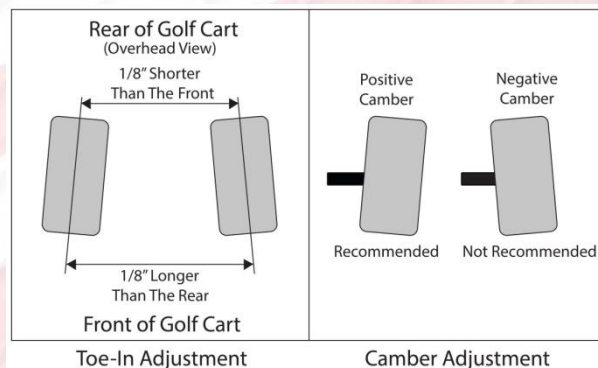 Rear of Golf Cart
(Overhead View)
1/8" Shorter
Than The Front
1/8" Longer
Than The Rear
Front of Golf Cart
Toe-In Adjustment
Positive
Camber
Negative
Camber
Recommended
Not Recommended
Camber Adjustment